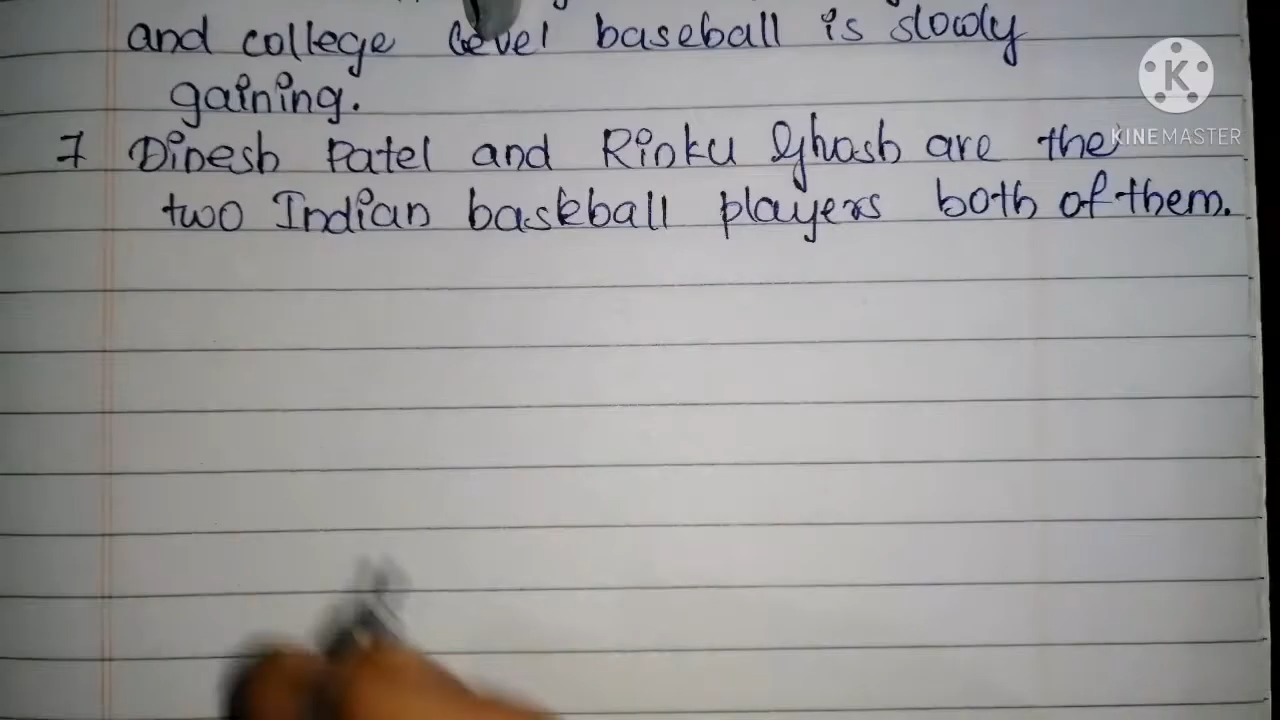 and college level baseball is slowly
gaining.
7 Dinesh Patel and Rinku Ghosh are the
two Indian baskball players both of them.
K
KINEMASTER